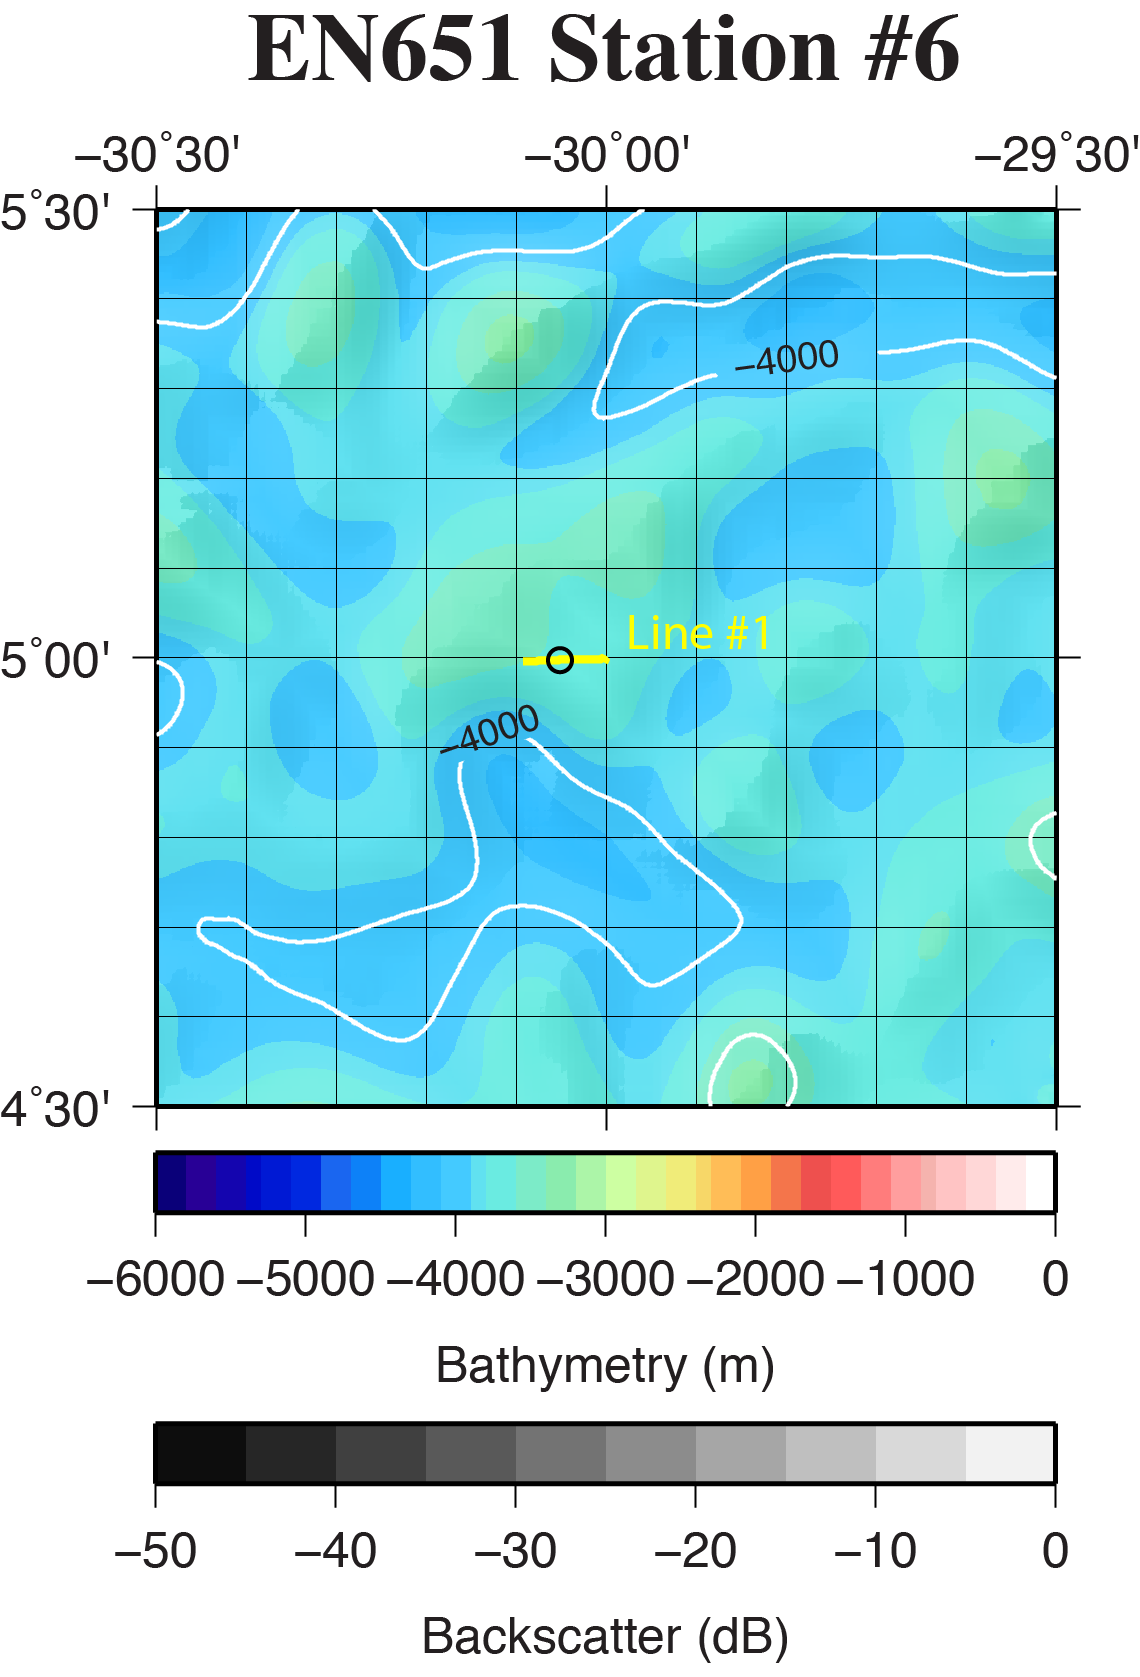 EN651 Station #6
−30˚30' −30˚00' −29˚30'
5˚30'
−4000
Line #1
5˚00'
−4000
4˚30'
−6000 −5000 −4000 −3000 −2000 −1000 0
Bathymetry (m)
−50 −40 −30 −20 −10 0
Backscatter (dB)